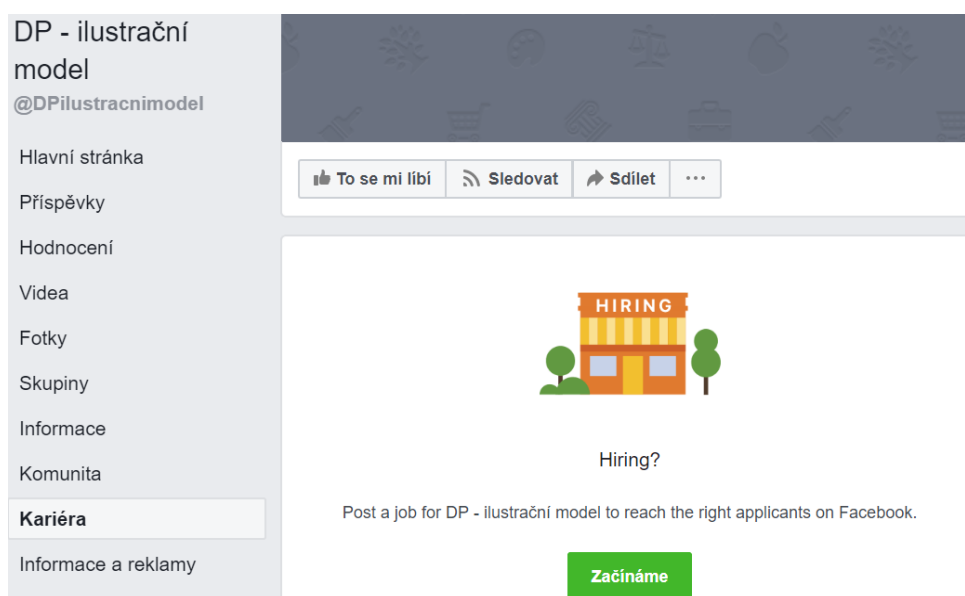 DP - ilustrační
model
@DPilustracnimodel
Hlavní stránka
Příspěvky
Hodnocení
Videa
Fotky
Skupiny
Informace
Komunita
Kariéra
Informace a reklamy
To se mi líbí
Sledovat
Sdílet
HIRING
Hiring?
Post a job for DP - ilustrační model to reach the right applicants on Facebook.
Začínáme